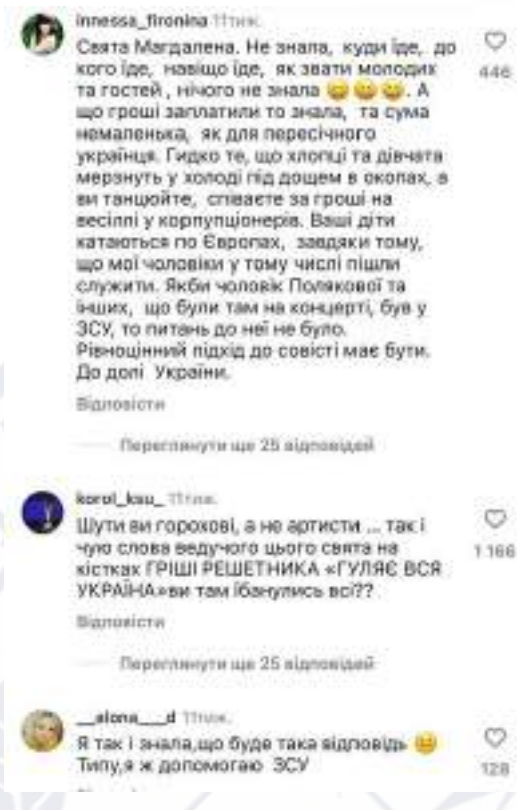 innessa_fironina 11тиж.
Свята Магдалена. Не знала, куди їде, до
кого їде, навіщо їде, як звати молодих
та гостей , нічого не знала 😄😄😄. А
що гроші заплатили то знала, та сума
немаленька, як для пересічного
українця. Гидко те, що хлопці та дівчата
мерзнуть у холоді під дощем в окопах, а
ви танцюйте, співаєте за гроші на
весіллі у корпупціонерів. Ваші діти
катаються по Європах, завдяки тому,
що мої чоловіки у тому числі пішли
служити. Якби чоловік Полякової та
інших, що були там на концерті, був у
ЗСУ, то питань до неї не було.
Рівноцінний підхід до совісті має бути.
До долі України.
446
Відповісти
Переглянути ще 25 відповідей
korol_ksu_ 11тиж.
Шути ви горохові, а не артисти ... так і
чую слова ведучого цього свята на
кістках ГРІШІ РЕШЕТНИКА «ГУЛЯЄ ВСЯ
УКРАЇНА»ви там їбанулись всі??
1 166
Відповісти
Переглянути ще 25 відповідей
__alona___d 11тиж.
Я так і знала,що буде така відповідь 😑
Типу,я ж допомогаю ЗСУ
128